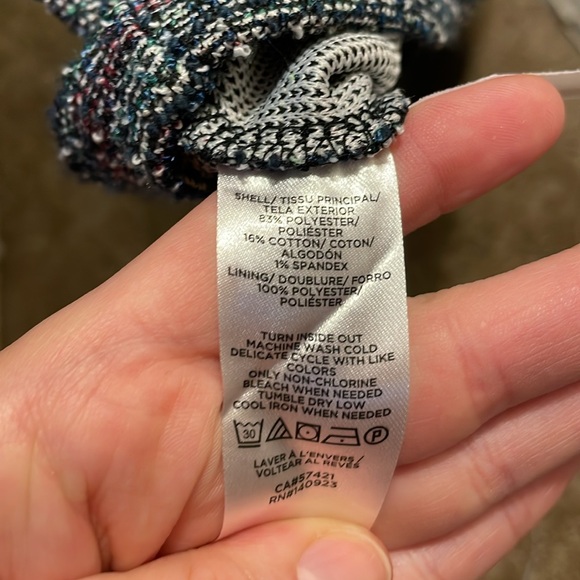 SHELL/ TISSU PRINCIPAL/
TELA EXTERIOR
83% POLYESTER/
POLIÉSTER
16% COTTON/ COTON/
ALGODÓN
1% SPANDEX
LINING/ DOUBLURE/ FORRO
100% POLYESTER/
POLIÉSTER
TURN INSIDE OUT
MACHINE WASH COLD
DELICATE CYCLE WITH LIKE
COLORS
ONLY NON-CHLORINE
BLEACH WHEN NEEDED
TUMBLE DRY LOW
COOL IRON WHEN NEEDED
30 P
LAVER À L'ENVERS/
VOLTEAR AL REVÉS
CA#57421
RN#140923